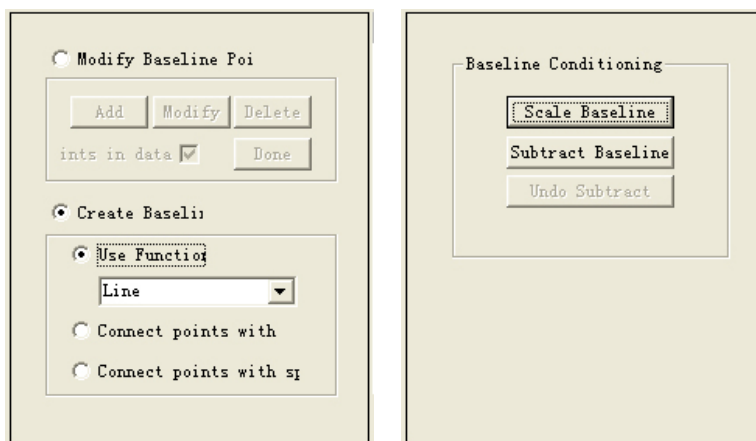 Modify Baseline Poi
Add Modify Delete
ints in data Done
Create Baseli
Use Function
Line
Connect points with
Connect points with sp
Baseline Conditioning
Scale Baseline
Subtract Baseline
Undo Subtract